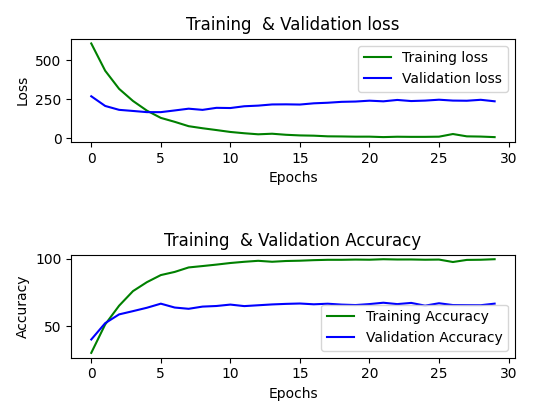 Training  & Validation loss
Loss
500
250
0
Training loss
Validation loss
0 5 10 15 20 25 30
Epochs
Training  & Validation Accuracy
Accuracy
100
50
Training Accuracy
Validation Accuracy
0 5 10 15 20 25 30
Epochs